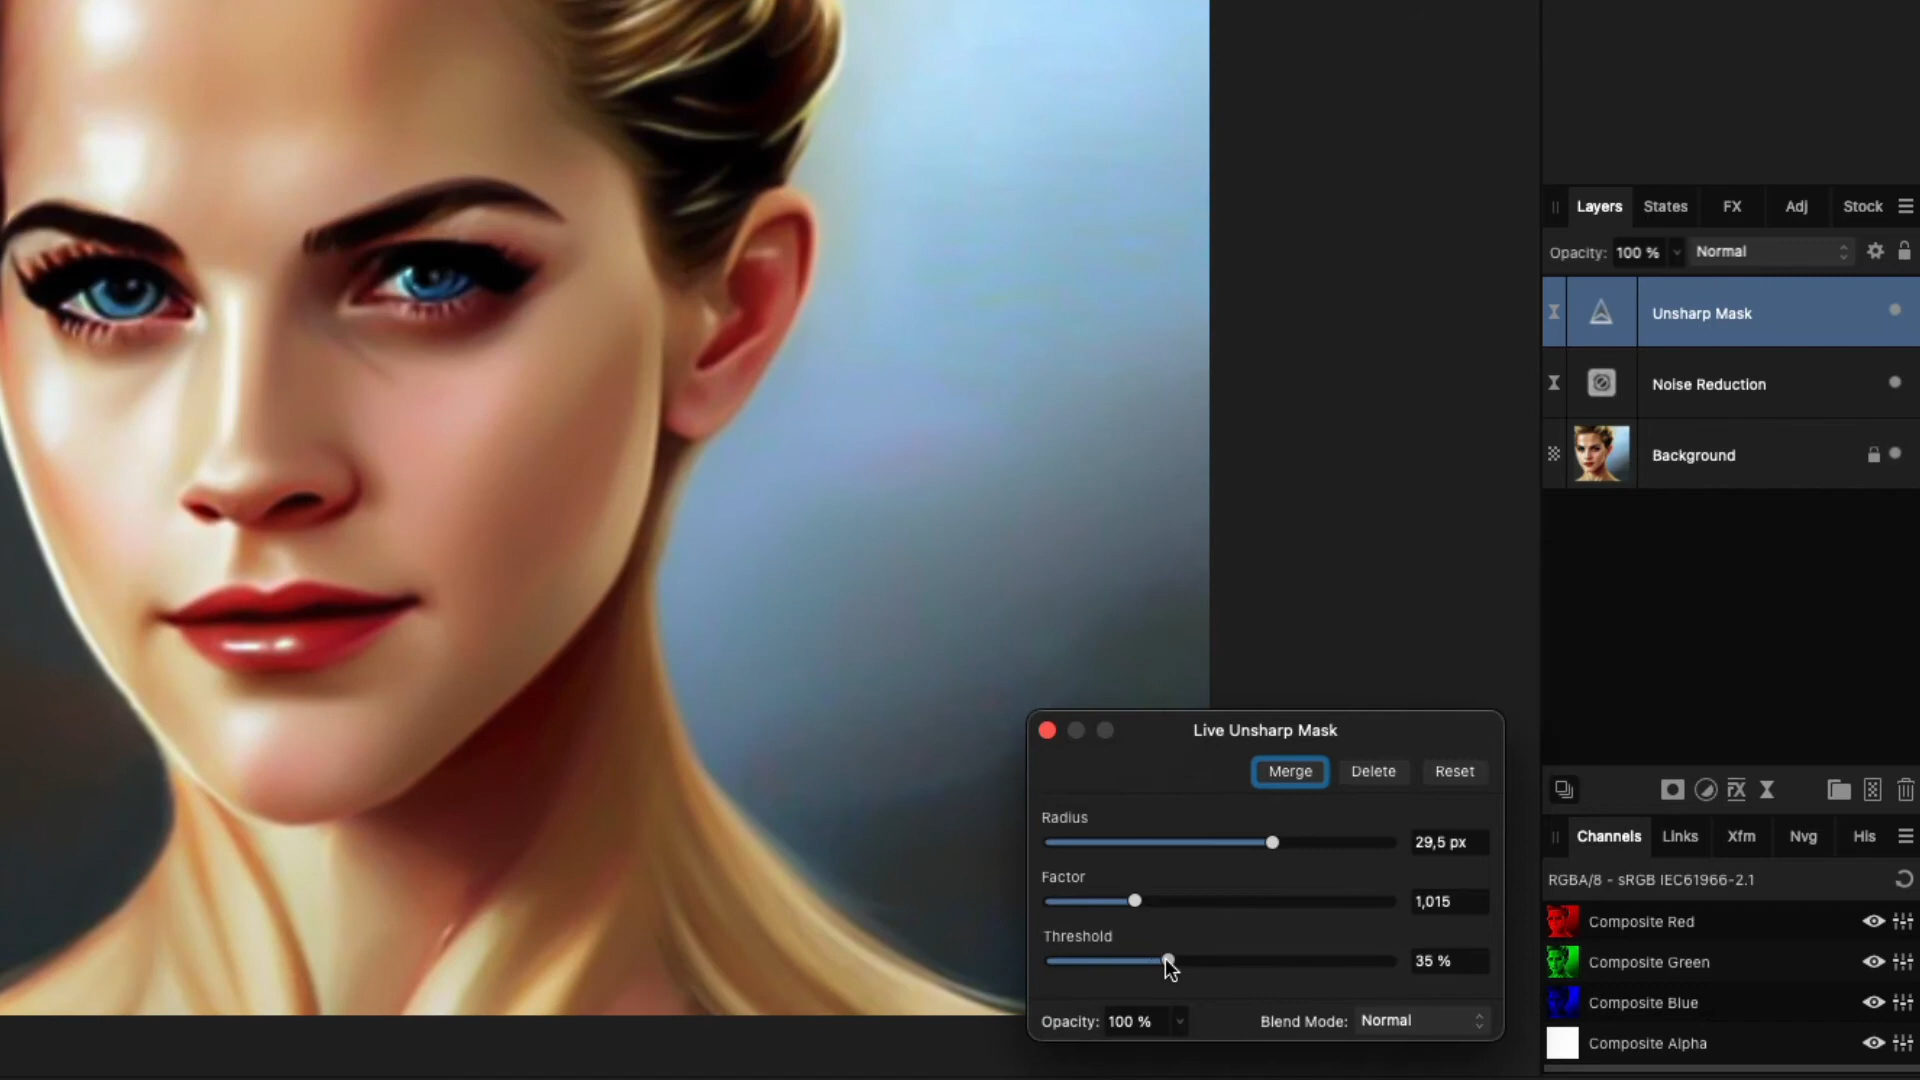 Layers States FX Adj Stock
Opacity: 100 % Normal
Unsharp Mask
Noise Reduction
Background
Live Unsharp Mask
Merge Delete Reset
Radius
29,5 px
Factor
1,015
Threshold
35 %
Opacity: 100 % Blend Mode: Normal
FX
Channels Links Xfm Nvg His
RGBA/8 - sRGB IEC61966-2.1
Composite Red
Composite Green
Composite Blue
Composite Alpha